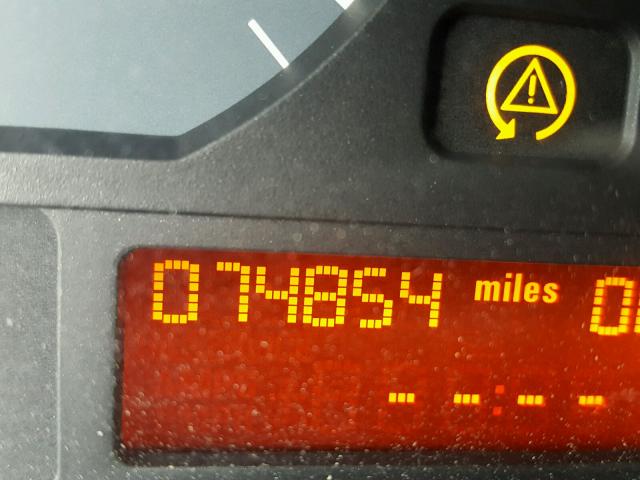 074854 miles
- - : - -